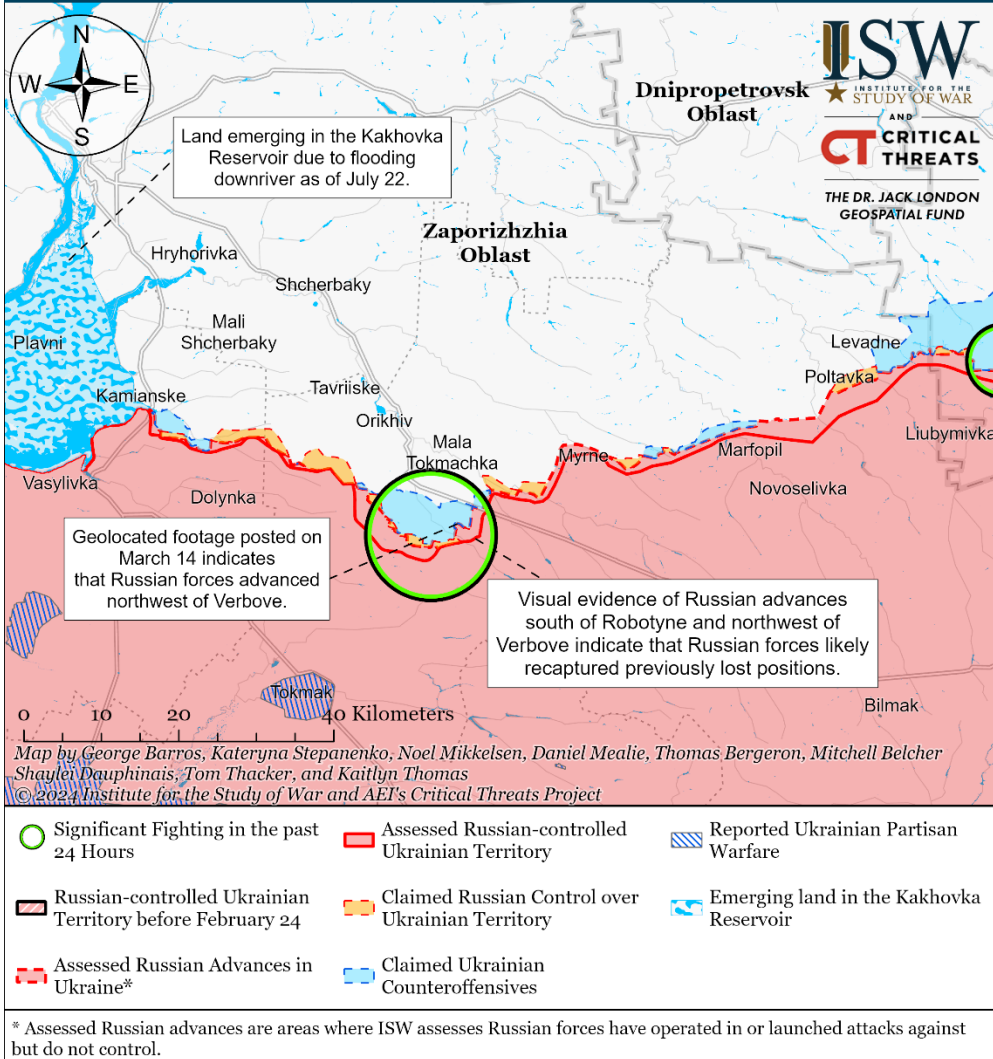 N
W
E
S
ISW
INSTITUTE FOR THE
STUDY OF WAR
AND
CT CRITICAL
THREATS
THE DR. JACK LONDON
GEOSPATIAL FUND
Dnipropetrovsk
Oblast
Land emerging in the Kakhovka
Reservoir due to flooding
downriver as of July 22.
Zaporizhzhia
Oblast
Hryhorivka
Shcherbaky
Mali
Shcherbaky
Plavni
Levadne
Poltavka
Tavriiske
Kamianske
Orikhiv
Mala
Tokmachka
Liubymivka
Myrne
Marfopil
Vasylivka
Dolynka
Novoselivka
Geolocated footage posted on
March 14 indicates
that Russian forces advanced
northwest of Verbove.
Visual evidence of Russian advances
south of Robotyne and northwest of
Verbove indicate that Russian forces likely
recaptured previously lost positions.
Tokmak
Bilmak
0 10 20 40 Kilometers
Map by George Barros, Kateryna Stepanenko, Noel Mikkelsen, Daniel Mealie, Thomas Bergeron, Mitchell Belcher
Shaylei Dauphinais, Tom Thacker, and Kaitlyn Thomas
© 2024 Institute for the Study of War and AEI's Critical Threats Project
Significant Fighting in the past
24 Hours
Assessed Russian-controlled
Ukrainian Territory
Reported Ukrainian Partisan
Warfare
Russian-controlled Ukrainian
Territory before February 24
Claimed Russian Control over
Ukrainian Territory
Emerging land in the Kakhovka
Reservoir
Assessed Russian Advances in
Ukraine*
Claimed Ukrainian
Counteroffensives
* Assessed Russian advances are areas where ISW assesses Russian forces have operated in or launched attacks against
but do not control.